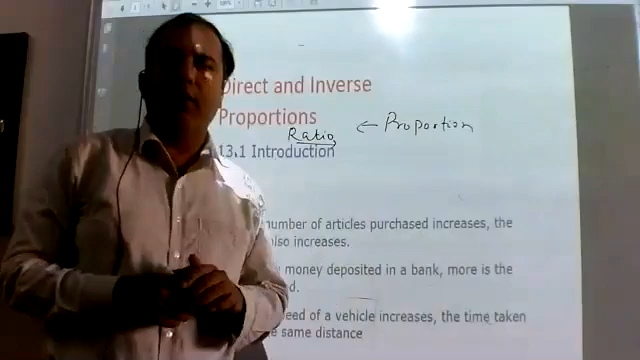 Direct and Inverse
Proportions
Ratio ← Proportion
13.1 Introduction
number of articles purchased increases, the
also increases.
money deposited in a bank, more is the
speed of a vehicle increases, the time taken
same distance